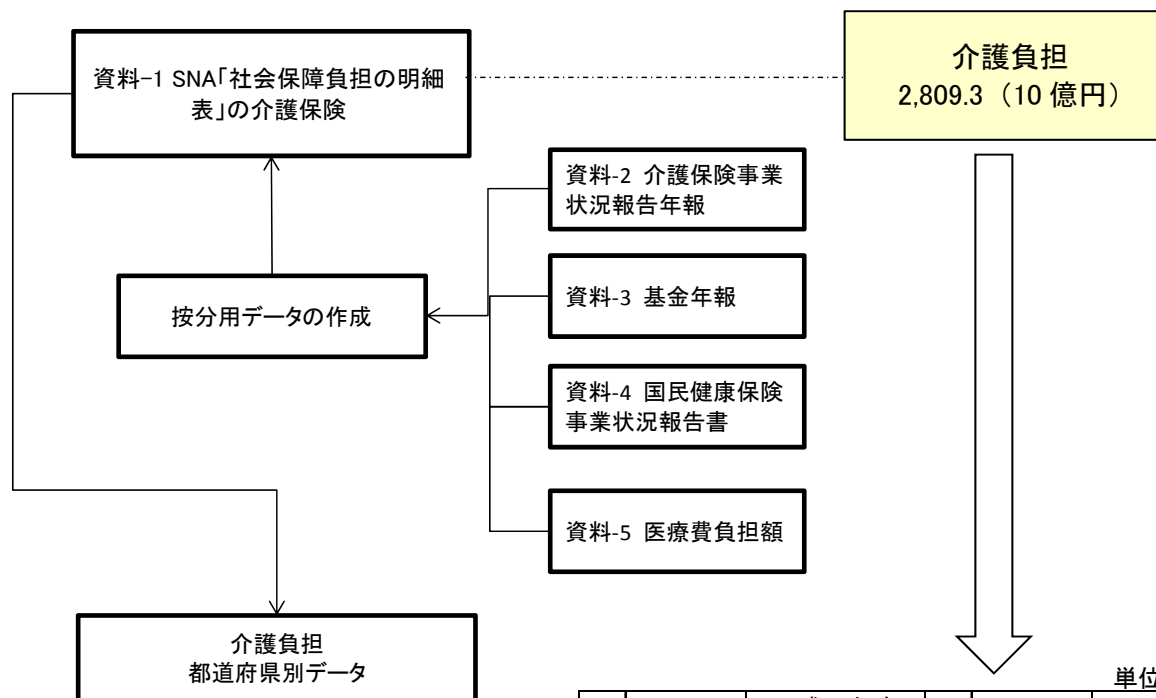 資料-1 SNA「社会保障負担の明細
表」の介護保険
介護負担
2,809.3（10 億円）
資料-2 介護保険事業
状況報告年報
資料-3 基金年報
按分用データの作成
資料-4 国民健康保険
事業状況報告書
資料-5 医療費負担額
介護負担
都道府県別データ
単位